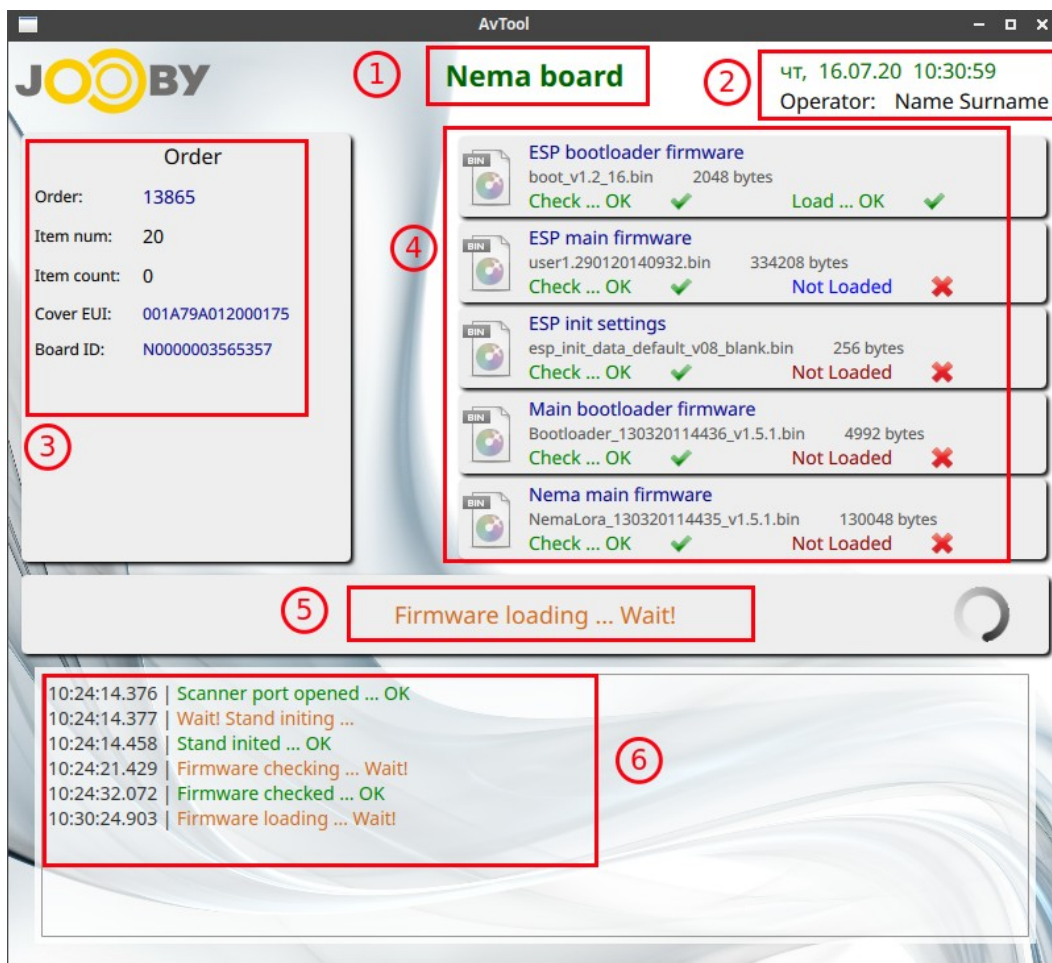 AvTool
JOOBY
1
Nema board
2
чт, 16.07.20 10:30:59
Operator: Name Surname
Order
Order: 13865
Item num: 20
Item count: 0
Cover EUI: 001A79A012000175
Board ID: N0000003565357
3
4
BIN
ESP bootloader firmware
boot_v1.2_16.bin 2048 bytes
Check ... OK Load ... OK
BIN
ESP main firmware
user1.290120140932.bin 334208 bytes
Check ... OK Not Loaded
BIN
ESP init settings
esp_init_data_default_v08_blank.bin 256 bytes
Check ... OK Not Loaded
BIN
Main bootloader firmware
Bootloader_130320114436_v1.5.1.bin 4992 bytes
Check ... OK Not Loaded
BIN
Nema main firmware
NemaLora_130320114435_v1.5.1.bin 130048 bytes
Check ... OK Not Loaded
5
Firmware loading ... Wait!
10:24:14.376 | Scanner port opened ... OK
10:24:14.377 | Wait! Stand initing ...
10:24:14.458 | Stand inited ... OK
10:24:21.429 | Firmware checking ... Wait!
10:24:32.072 | Firmware checked ... OK
10:30:24.903 | Firmware loading ... Wait!
6